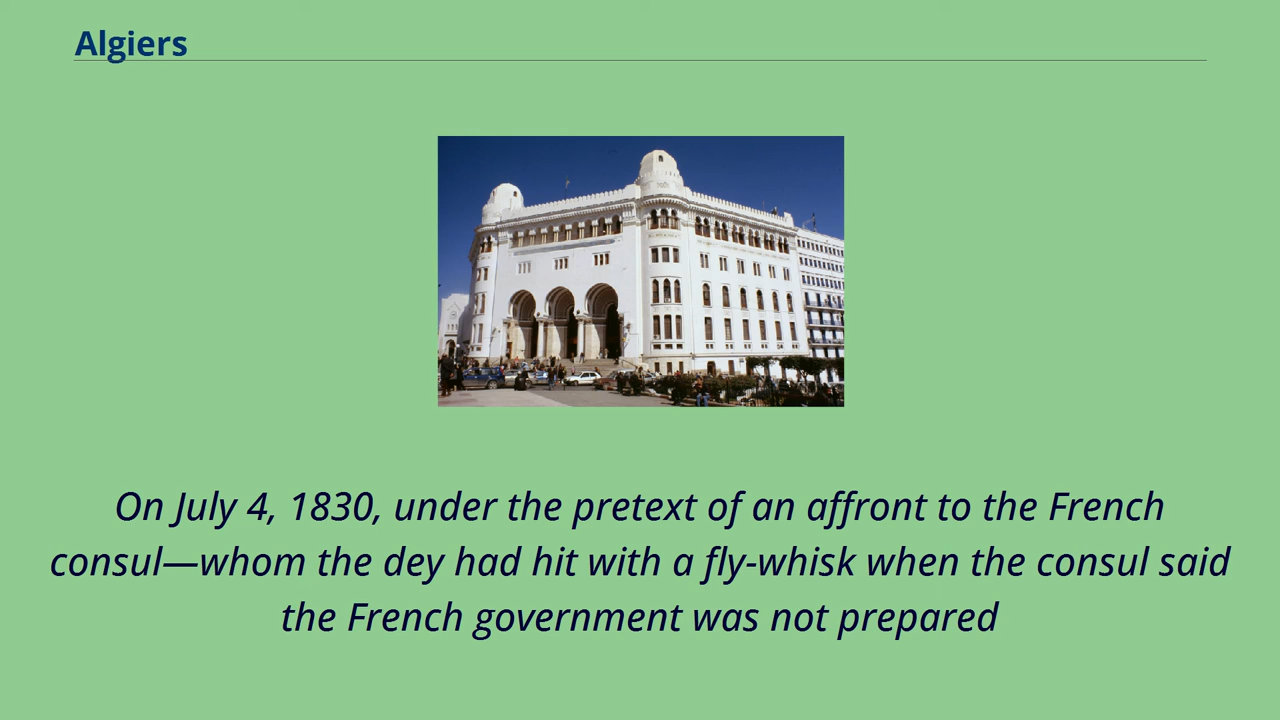 Algiers
On July 4, 1830, under the pretext of an affront to the French
consul—whom the dey had hit with a fly-whisk when the consul said
the French government was not prepared